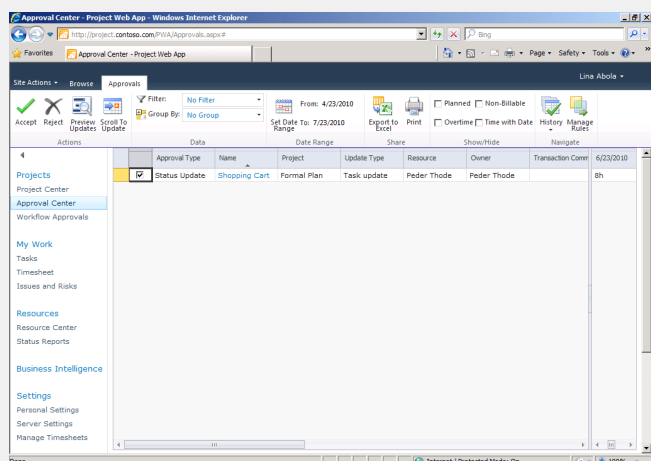 Approval Center - Project Web App - Windows Internet Explorer
http://project.contoso.com/PWA/Approvals.aspx#
Bing
Favorites Approval Center - Project Web App Page Safety Tools
Lina Abola
Site Actions Browse Approvals
Accept Reject Preview Updates Scroll To Update
Filter: No Filter
Group By: No Group
Set Date Range From: 4/23/2010
To: 7/23/2010
Export to Excel Print
Planned Non-Billable
Overtime Time with Date
History Manage Rules
Actions Data Date Range Share Show/Hide Navigate
Approval Type Name Project Update Type Resource Owner Transaction Comm 6/23/2010
Status Update Shopping Cart Formal Plan Task update Peder Thode Peder Thode 8h
Projects
Project Center
Approval Center
Workflow Approvals
My Work
Tasks
Timesheet
Issues and Risks
Resources
Resource Center
Status Reports
Business Intelligence
Settings
Personal Settings
Server Settings
Manage Timesheets